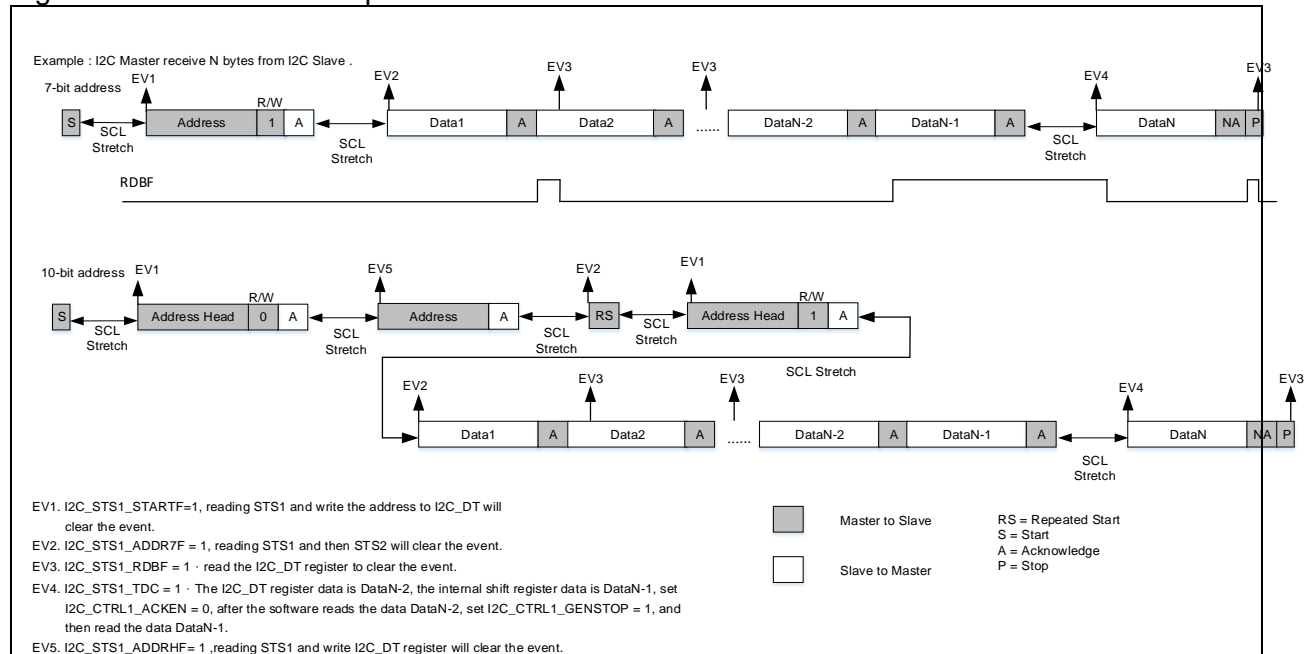 Example : I2C Master receive N bytes from I2C Slave .
7-bit address
EV1
EV2
EV3
EV3
EV4
EV3
R/W
S
Address
1
A
Data1
A
Data2
A
......
DataN-2
A
DataN-1
A
DataN
NA
P
SCL
Stretch
SCL
Stretch
SCL
Stretch
RDBF
10-bit address
EV1
EV5
EV2
EV1
R/W
R/W
S
Address Head
0
A
Address
A
RS
Address Head
1
A
SCL
Stretch
SCL
Stretch
SCL
Stretch
SCL
Stretch
SCL Stretch
EV2
EV3
EV3
EV4
EV3
Data1
A
Data2
A
......
DataN-2
A
DataN-1
A
DataN
NA
P
SCL
Stretch
EV1. I2C_STS1_STARTF=1, reading STS1 and write the address to I2C_DT will
clear the event.
EV2. I2C_STS1_ADDR7F = 1, reading STS1 and then STS2 will clear the event.
EV3. I2C_STS1_RDBF = 1 · read the I2C_DT register to clear the event.
EV4. I2C_STS1_TDC = 1 · The I2C_DT register data is DataN-2, the internal shift register data is DataN-1, set
I2C_CTRL1_ACKEN = 0, after the software reads the data DataN-2, set I2C_CTRL1_GENSTOP = 1, and
then read the data DataN-1.
EV5. I2C_STS1_ADDRHF= 1 ,reading STS1 and write I2C_DT register will clear the event.
Master to Slave
Slave to Master
RS = Repeated Start
S = Start
A = Acknowledge
P = Stop